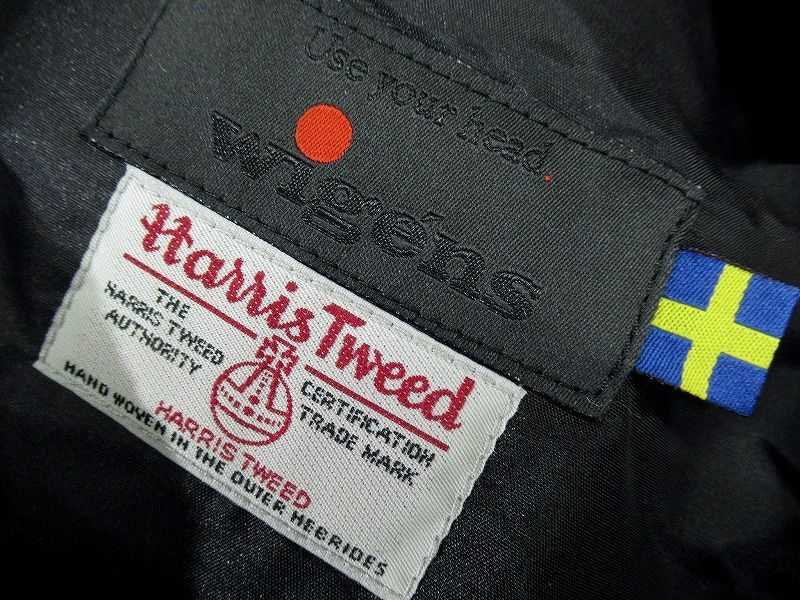 Use your head.
wigéns
Harris Tweed
THE
HARRIS TWEED
AUTHORITY
CERTIFICATION
TRADE MARK
HARRIS TWEED
HAND WOVEN IN THE OUTER HEBRIDES